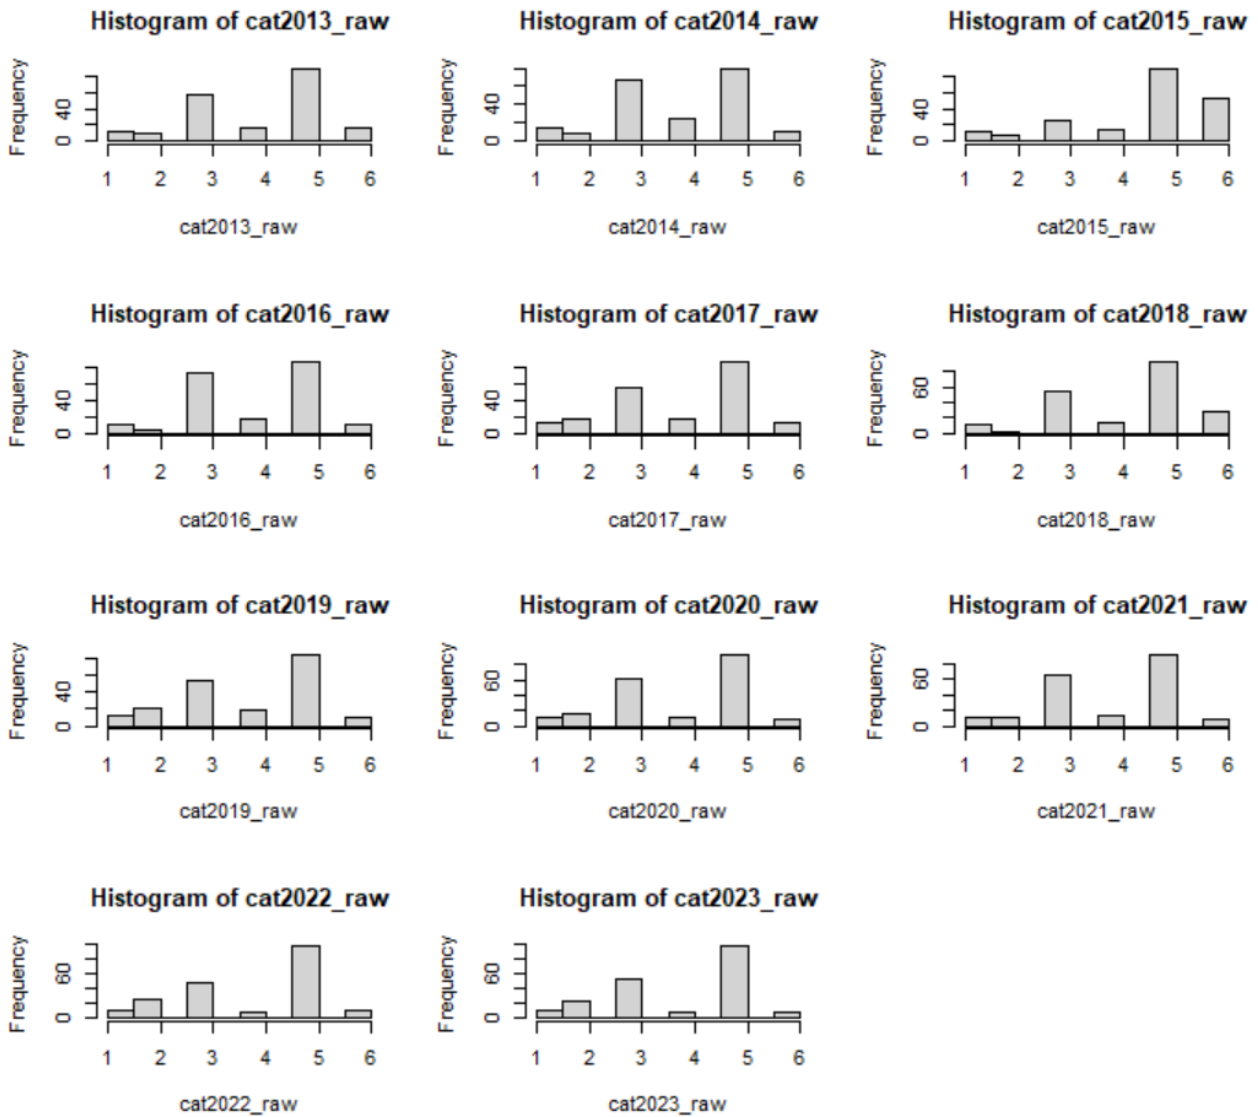 Histogram of cat2013_raw
Frequency
0 40
1 2 3 4 5 6
cat2013_raw
Histogram of cat2014_raw
Frequency
0 40
1 2 3 4 5 6
cat2014_raw
Histogram of cat2015_raw
Frequency
0 40
1 2 3 4 5 6
cat2015_raw
Histogram of cat2016_raw
Frequency
0 40
1 2 3 4 5 6
cat2016_raw
Histogram of cat2017_raw
Frequency
0 40
1 2 3 4 5 6
cat2017_raw
Histogram of cat2018_raw
Frequency
0 60
1 2 3 4 5 6
cat2018_raw
Histogram of cat2019_raw
Frequency
0 40
1 2 3 4 5 6
cat2019_raw
Histogram of cat2020_raw
Frequency
0 60
1 2 3 4 5 6
cat2020_raw
Histogram of cat2021_raw
Frequency
0 60
1 2 3 4 5 6
cat2021_raw
Histogram of cat2022_raw
Frequency
0 60
1 2 3 4 5 6
cat2022_raw
Histogram of cat2023_raw
Frequency
0 60
1 2 3 4 5 6
cat2023_raw